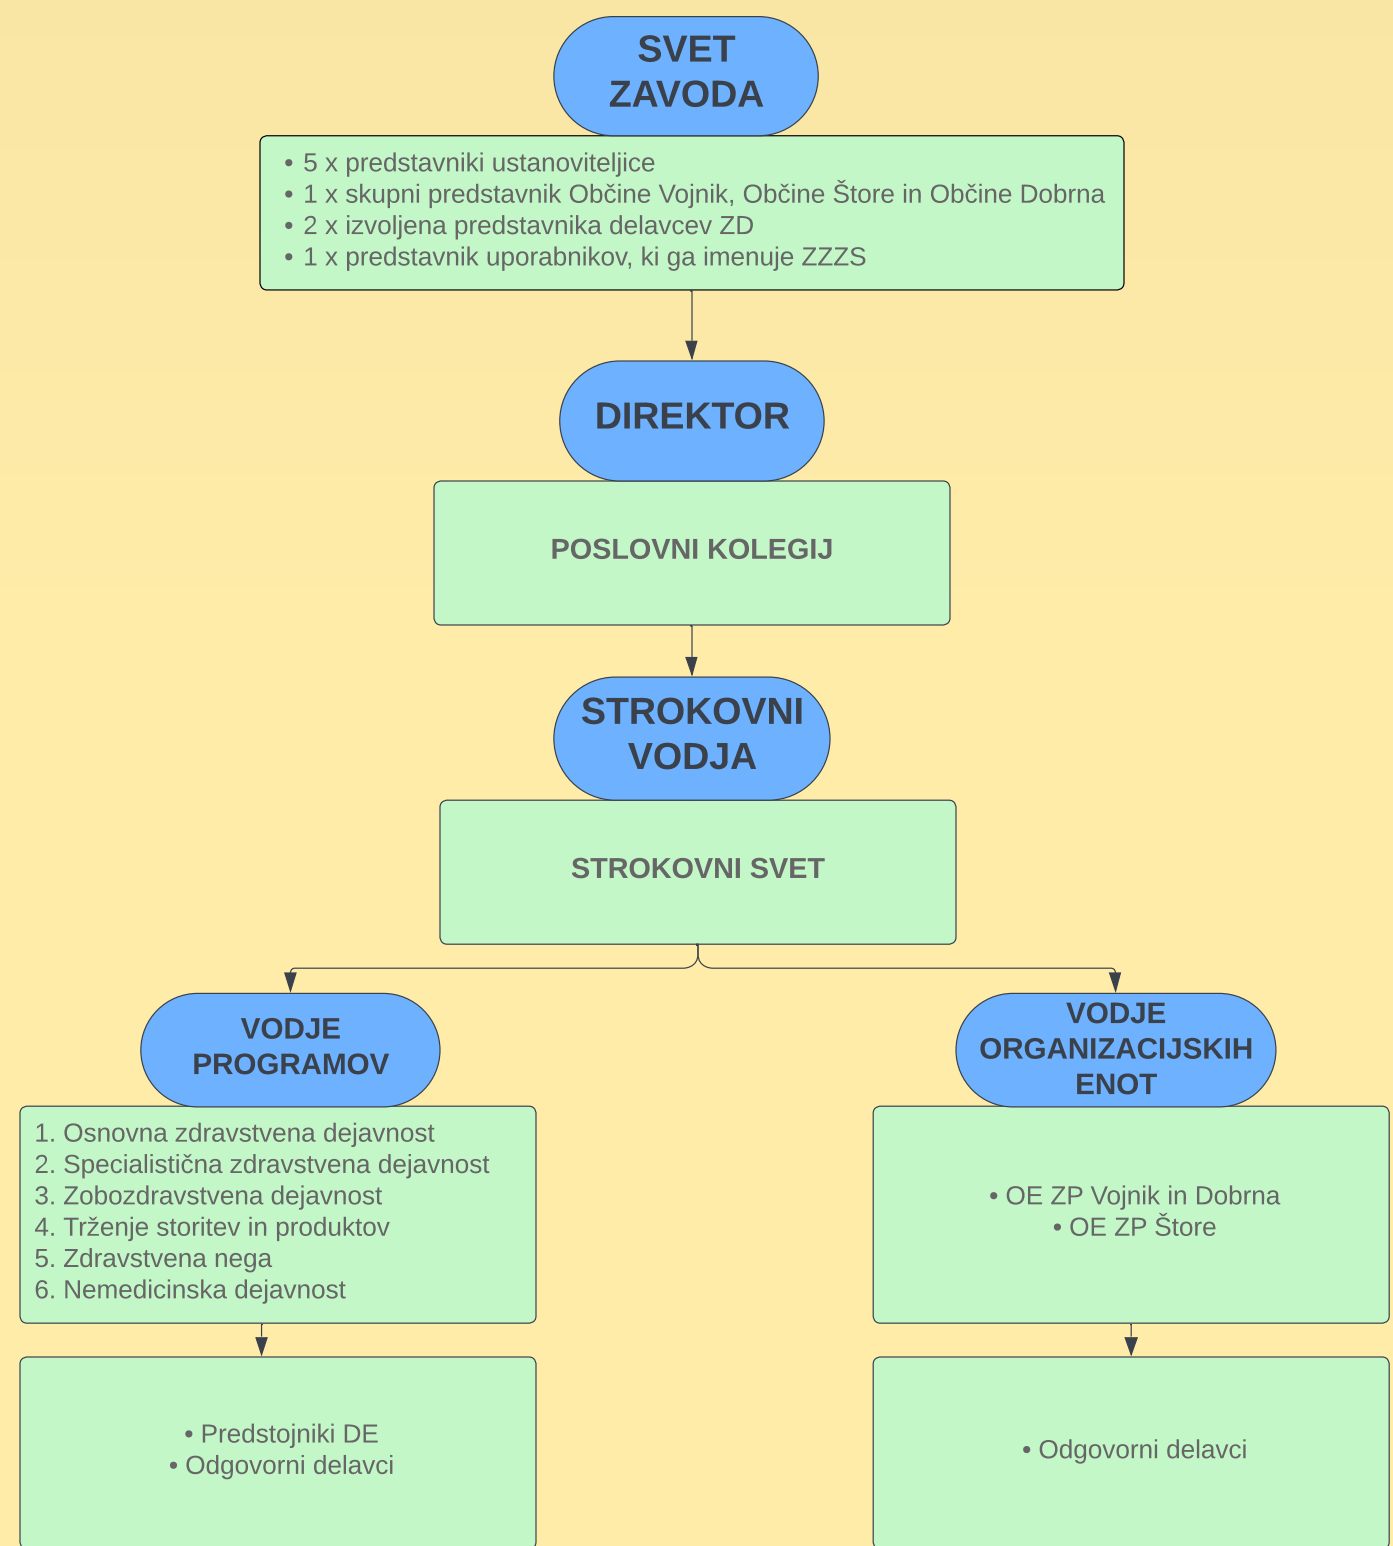 SVET
ZAVODA
• 5 x predstavniki ustanoviteljice
• 1 x skupni predstavnik Občine Vojnik, Občine Štore in Občine Dobrna
• 2 x izvoljena predstavnika delavcev ZD
• 1 x predstavnik uporabnikov, ki ga imenuje ZZZS
DIREKTOR
POSLOVNI KOLEGIJ
STROKOVNI
VODJA
STROKOVNI SVET
VODJE
PROGRAMOV
1. Osnovna zdravstvena dejavnost
2. Specialistična zdravstvena dejavnost
3. Zobozdravstvena dejavnost
4. Trženje storitev in produktov
5. Zdravstvena nega
6. Nemedicinska dejavnost
• Predstojniki DE
• Odgovorni delavci
VODJE
ORGANIZACIJSKIH
ENOT
• OE ZP Vojnik in Dobrna
• OE ZP Štore
• Odgovorni delavci